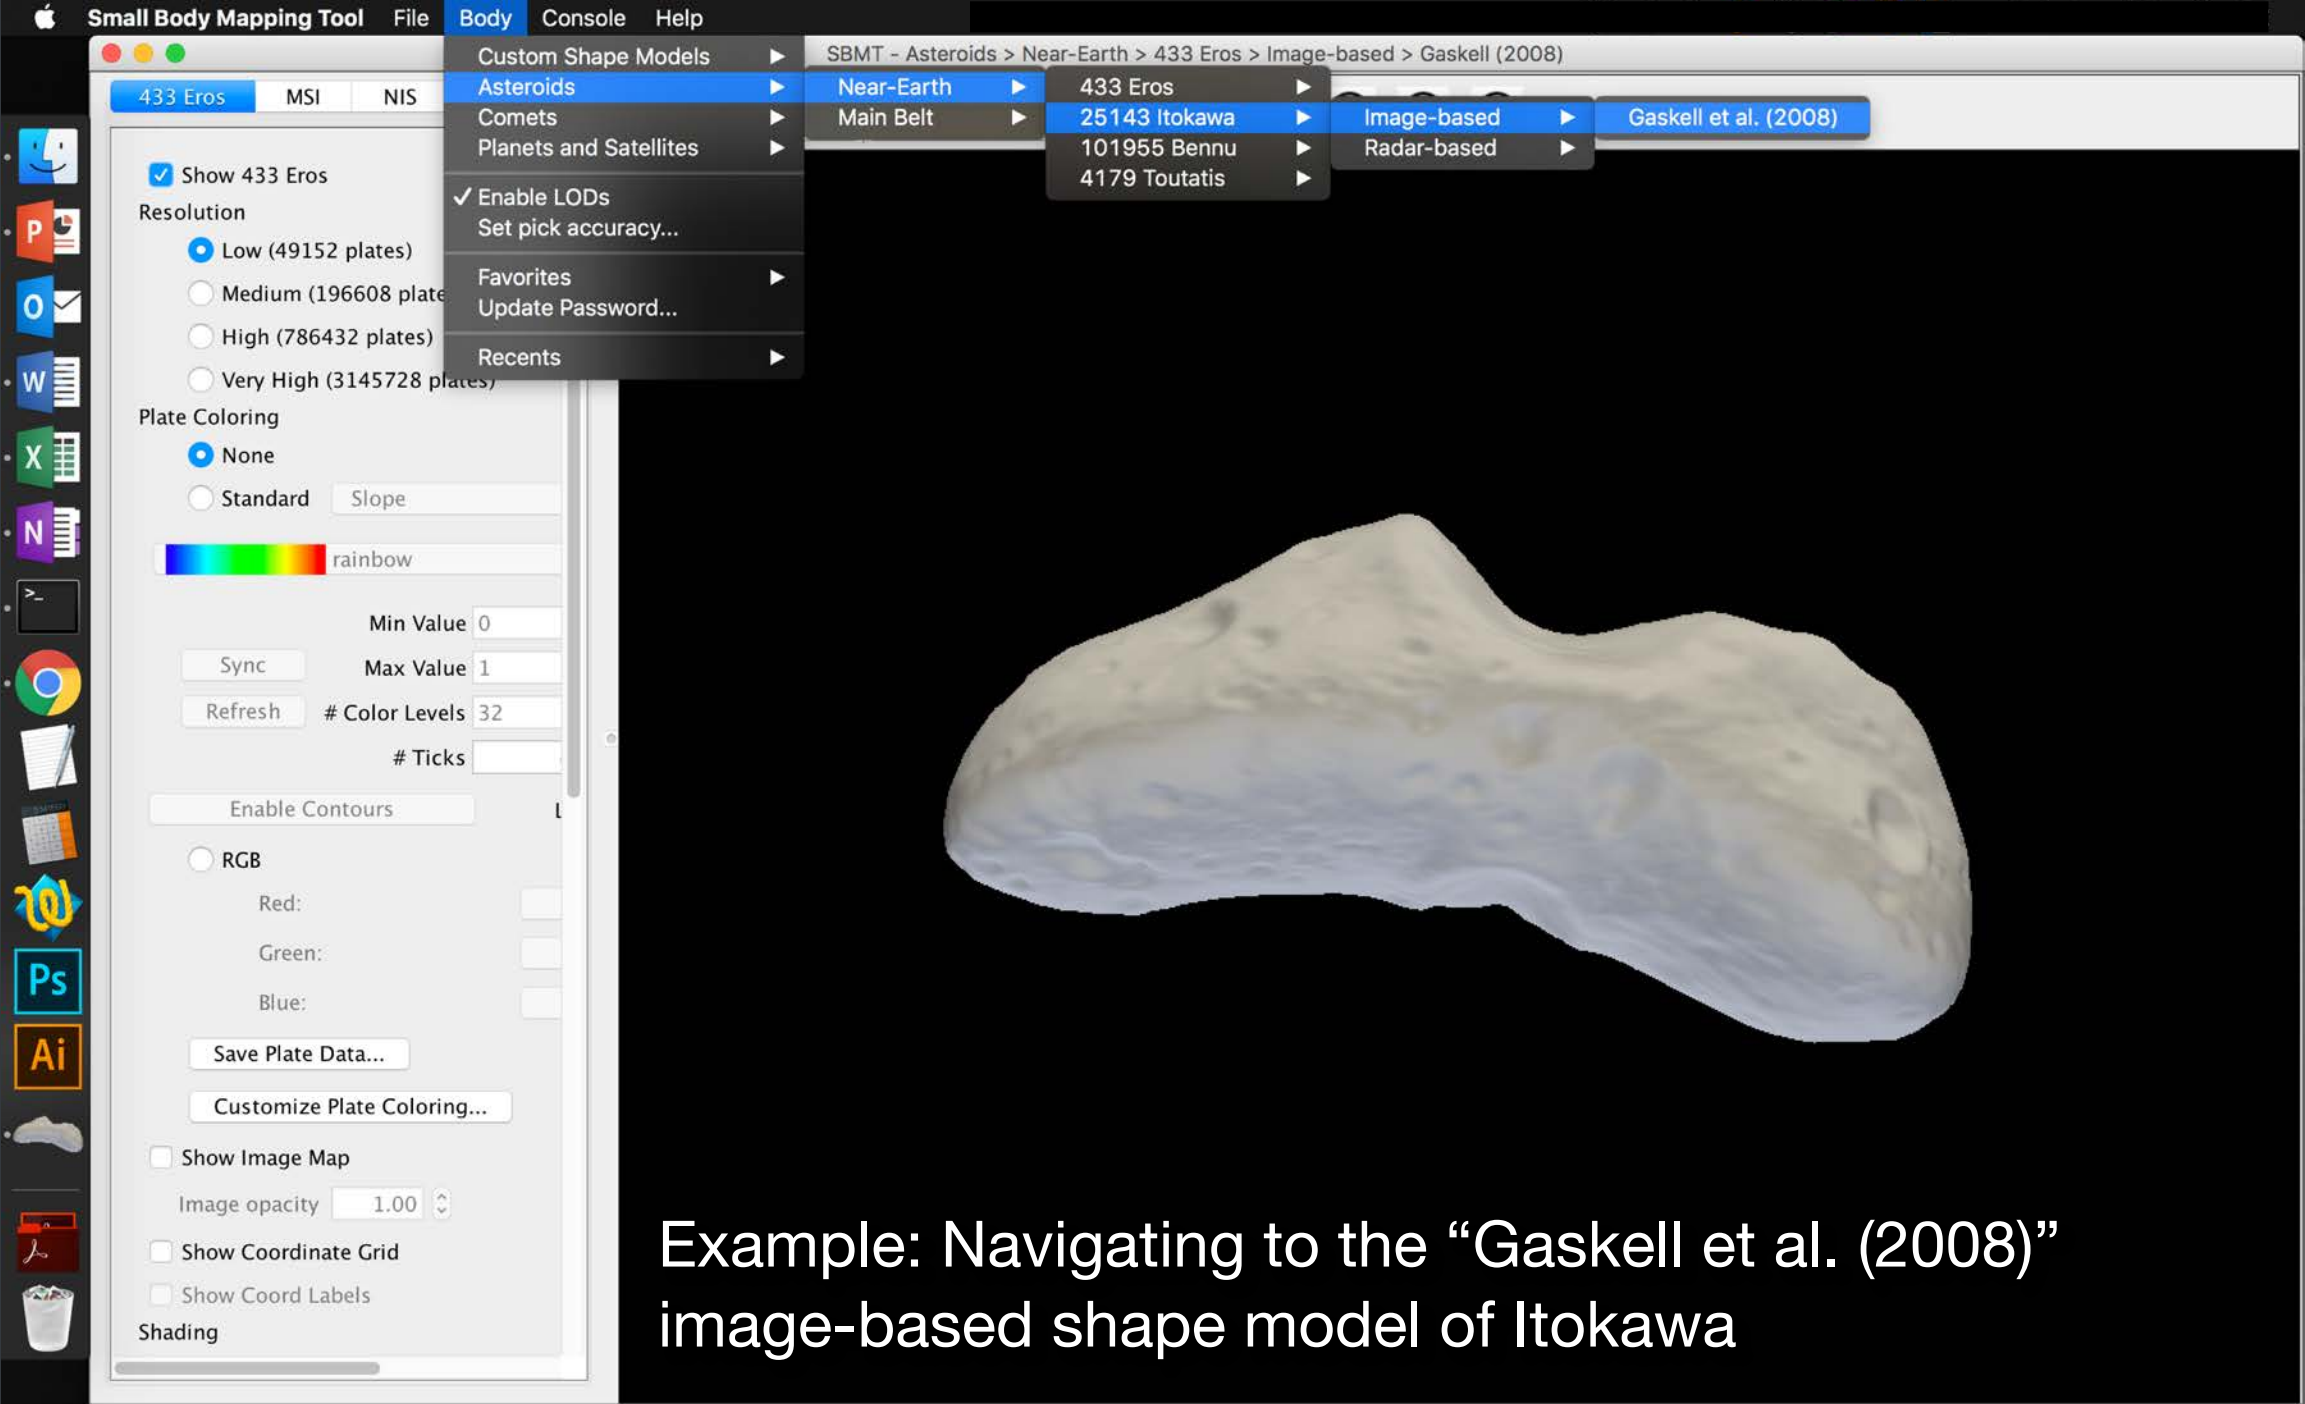 Small Body Mapping Tool File Body Console Help
SBMT - Asteroids > Near-Earth > 433 Eros > Image-based > Gaskell (2008)
Custom Shape Models
Asteroids
Comets
Planets and Satellites
✓ Enable LODs
Set pick accuracy...
Favorites
Update Password...
Recents
Near-Earth
Main Belt
433 Eros
25143 Itokawa
101955 Bennu
4179 Toutatis
Image-based
Radar-based
Gaskell et al. (2008)
433 Eros MSI NIS
Show 433 Eros
Resolution
Low (49152 plates)
Medium (196608 plate
High (786432 plates)
Very High (3145728 plates)
Plate Coloring
None
Standard Slope
rainbow
Min Value 0
Sync Max Value 1
Refresh # Color Levels 32
# Ticks
Enable Contours L
RGB
Red:
Green:
Blue:
Save Plate Data...
Customize Plate Coloring...
Show Image Map
Image opacity 1.00
Show Coordinate Grid
Show Coord Labels
Shading
P
O
W
X
N
>_
Ps
Ai
Example: Navigating to the “Gaskell et al. (2008)”
image-based shape model of Itokawa